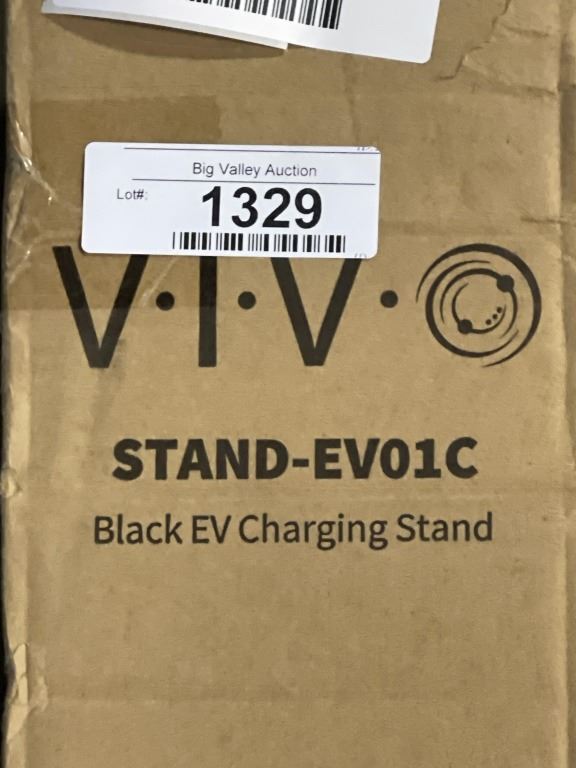 Big Valley Auction
Lot#:
1329
V·I·V·O
STAND-EV01C
Black EV Charging Stand